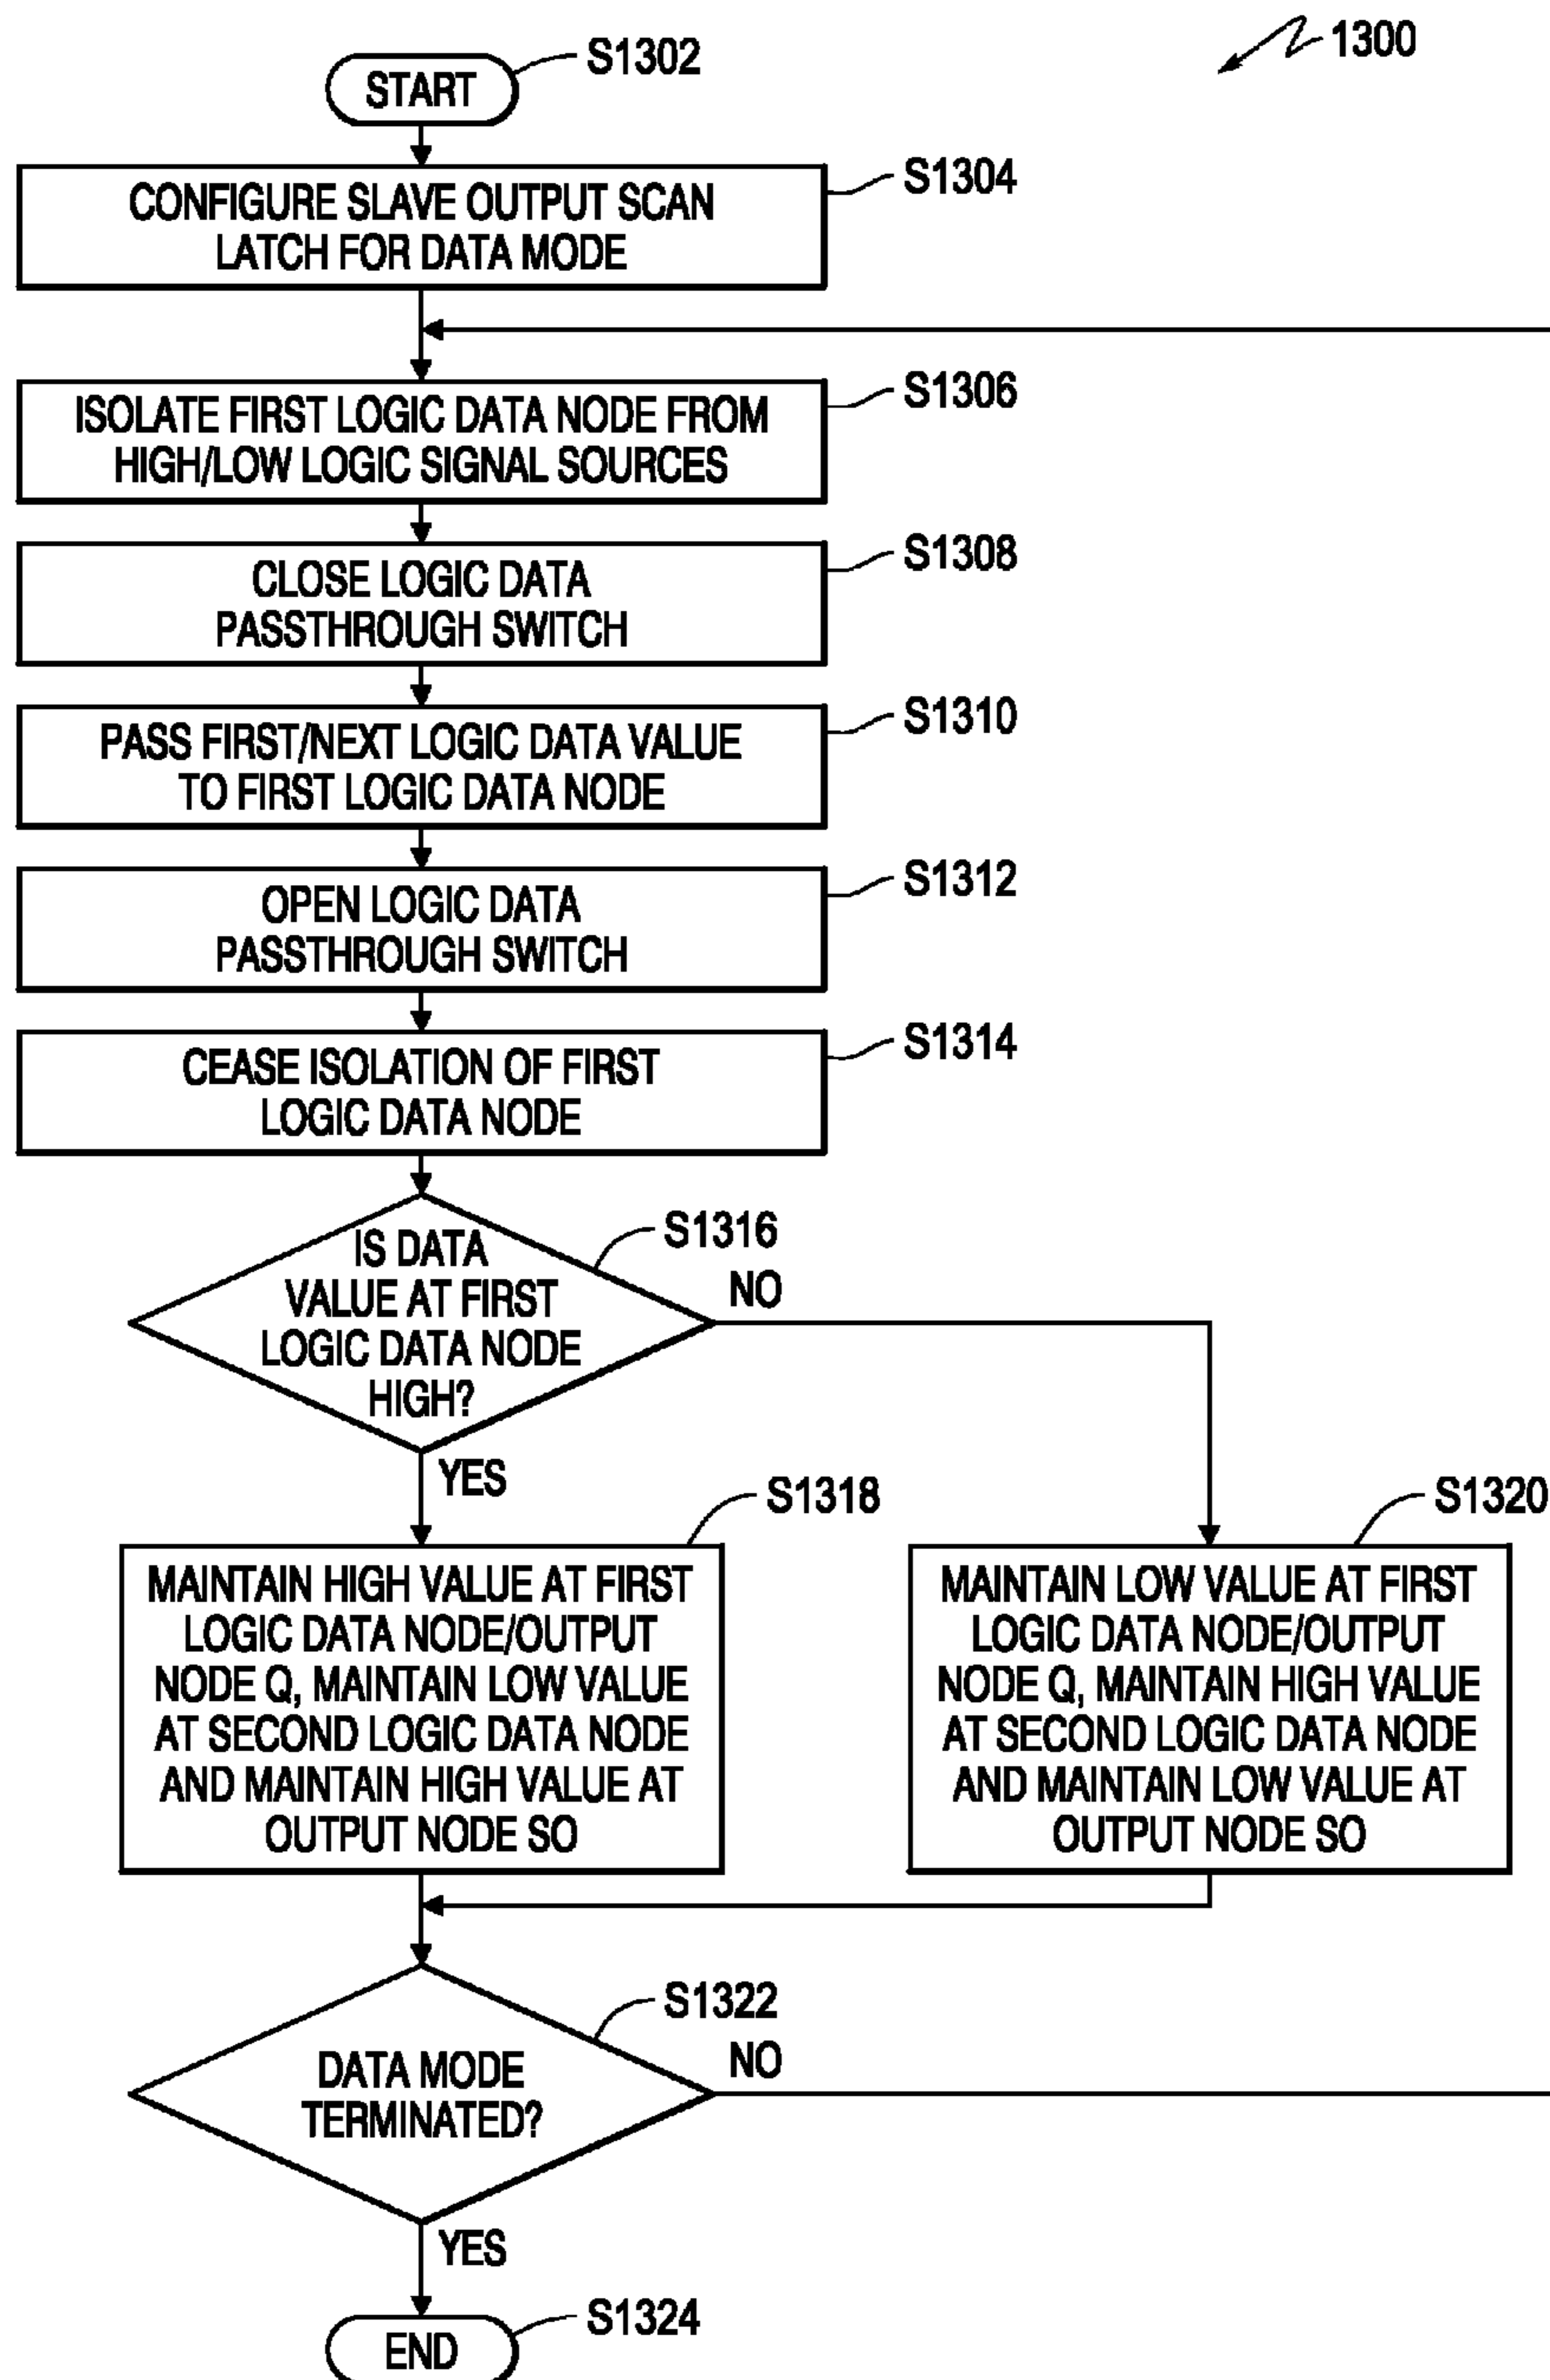 1300
START
S1302
CONFIGURE SLAVE OUTPUT SCAN
LATCH FOR DATA MODE
S1304
ISOLATE FIRST LOGIC DATA NODE FROM
HIGH/LOW LOGIC SIGNAL SOURCES
S1306
CLOSE LOGIC DATA
PASSTHROUGH SWITCH
S1308
PASS FIRST/NEXT LOGIC DATA VALUE
TO FIRST LOGIC DATA NODE
S1310
OPEN LOGIC DATA
PASSTHROUGH SWITCH
S1312
CEASE ISOLATION OF FIRST
LOGIC DATA NODE
S1314
IS DATA
VALUE AT FIRST
LOGIC DATA NODE
HIGH?
S1316
NO
YES
MAINTAIN HIGH VALUE AT FIRST
LOGIC DATA NODE/OUTPUT
NODE Q, MAINTAIN LOW VALUE
AT SECOND LOGIC DATA NODE
AND MAINTAIN HIGH VALUE AT
OUTPUT NODE SO
S1318
MAINTAIN LOW VALUE AT FIRST
LOGIC DATA NODE/OUTPUT
NODE Q, MAINTAIN HIGH VALUE
AT SECOND LOGIC DATA NODE
AND MAINTAIN LOW VALUE AT
OUTPUT NODE SO
S1320
DATA MODE
TERMINATED?
S1322
NO
YES
END
S1324